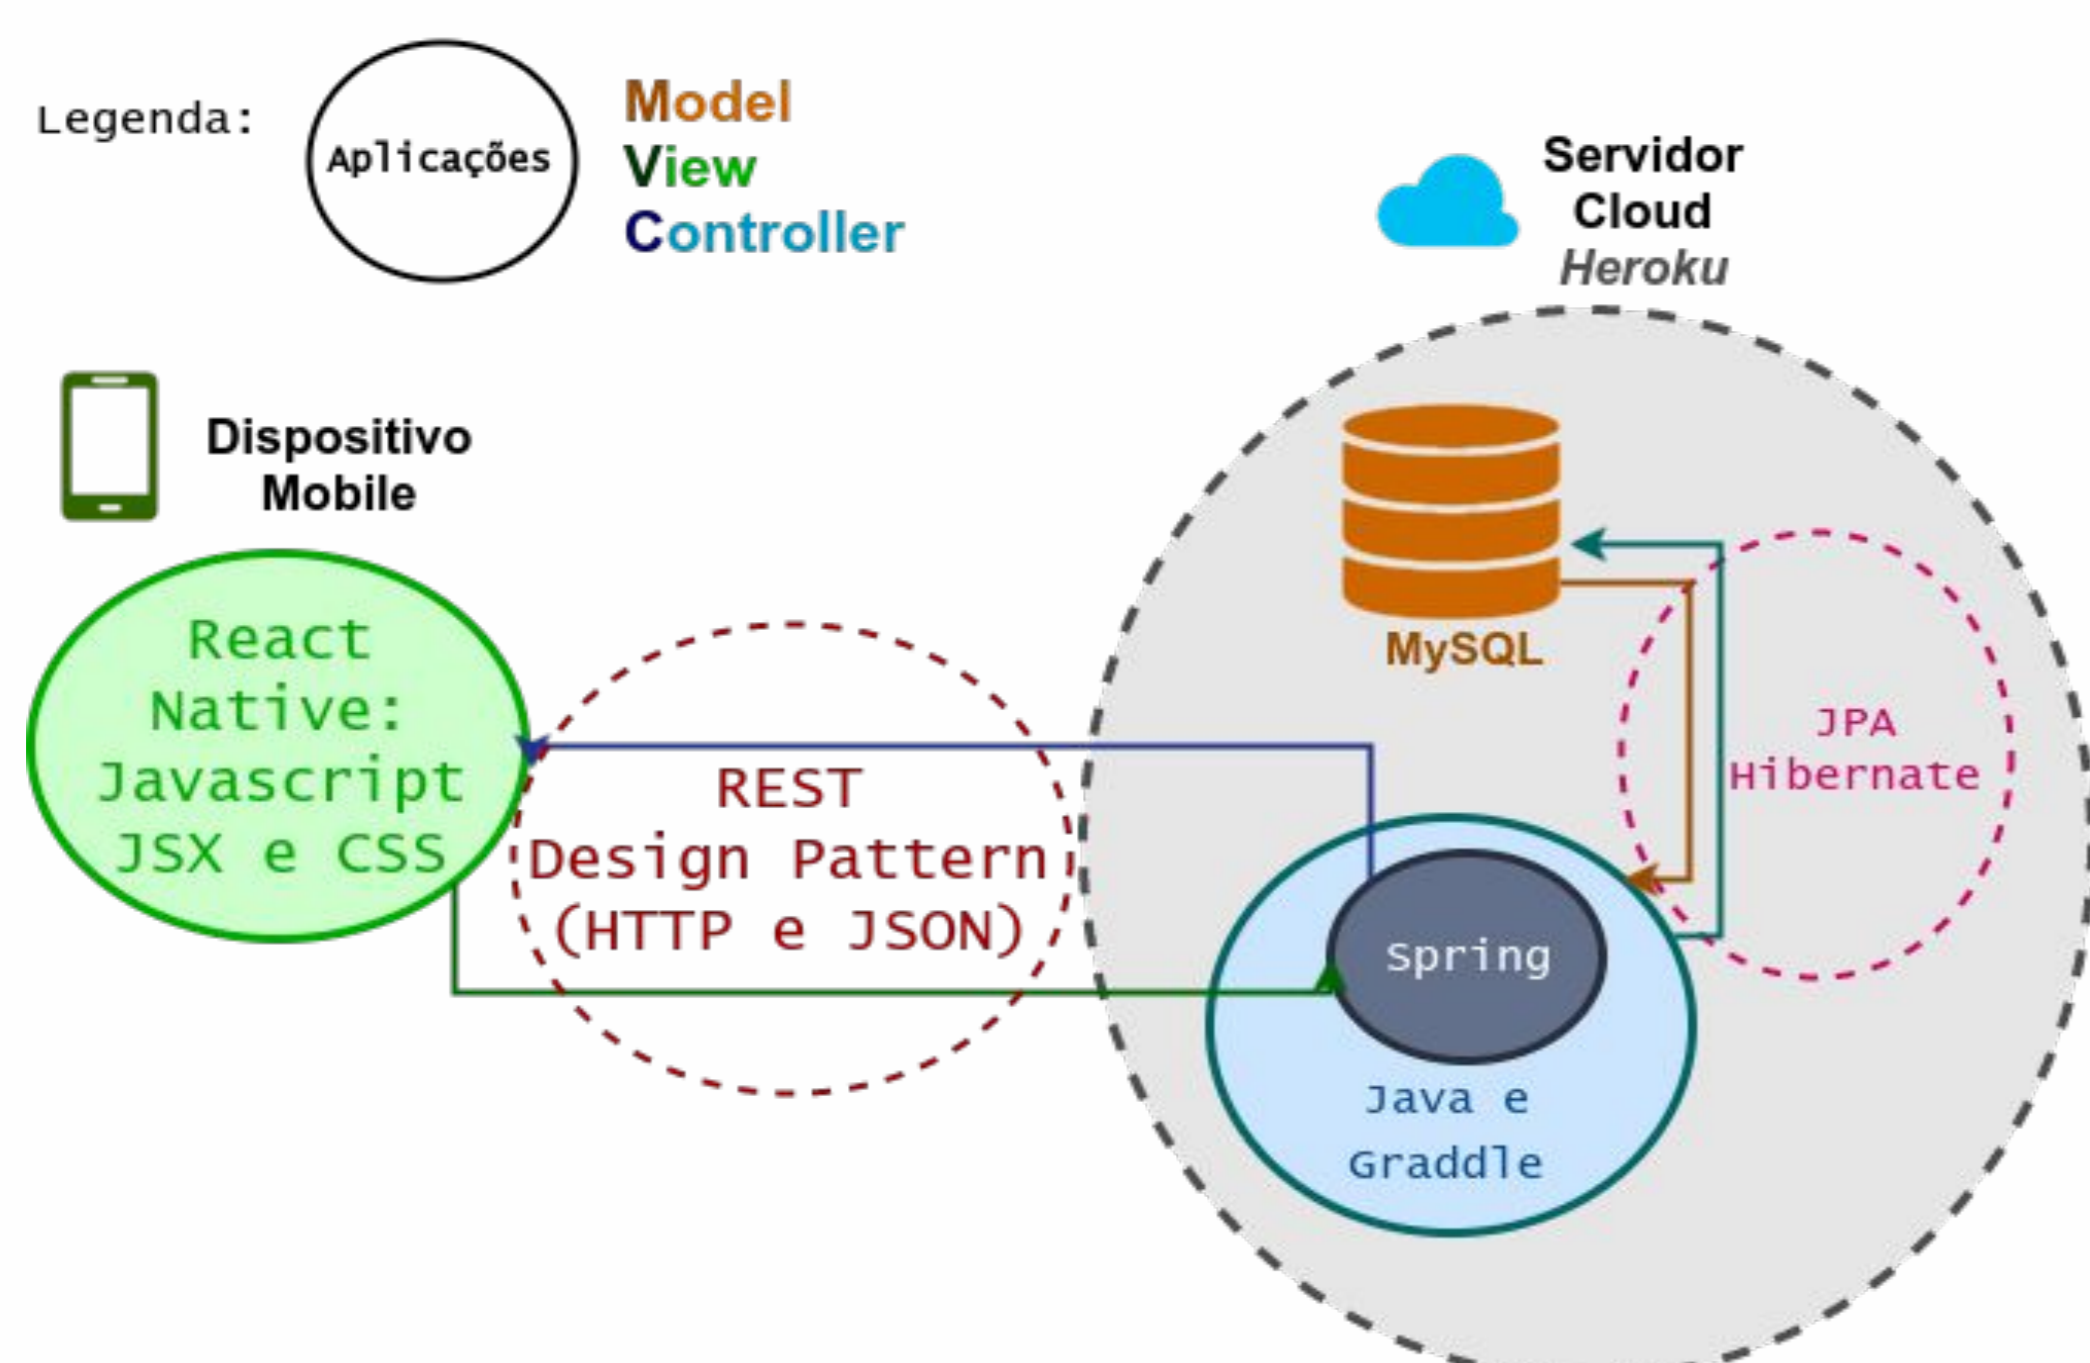 Legenda:
Aplicações
Model
View
Controller
Servidor
Cloud
Heroku
Dispositivo
Mobile
React
Native:
Javascript
JSX e CSS
REST
Design Pattern
(HTTP e JSON)
MySQL
JPA
Hibernate
Spring
Java e
Graddle